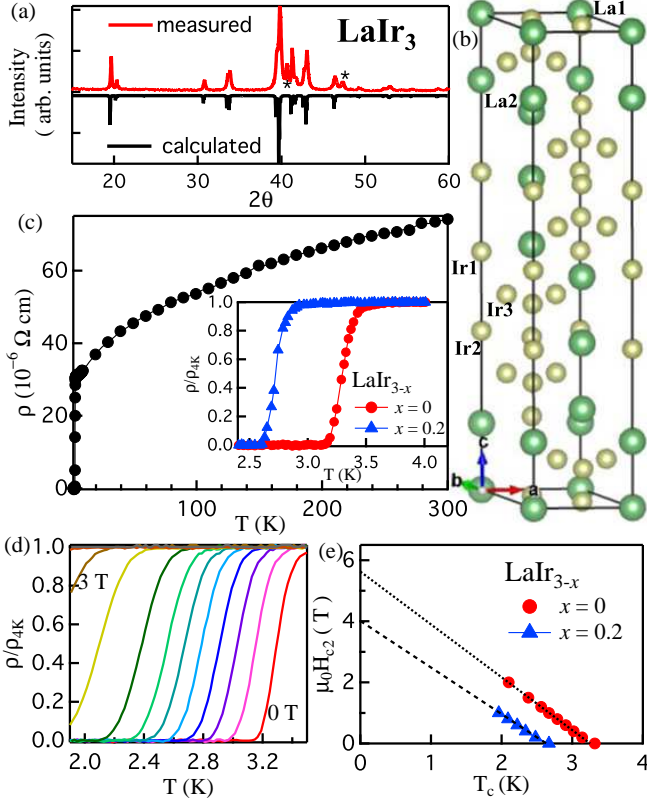 (a)
measured
LaIr3
*
*
Intensity
( arb. units)
calculated
20
30
40
50
60
2θ
(b)
La1
La2
Ir1
Ir3
Ir2
c
b
a
(c)
60
40
20
0
ρ (10⁻⁶ Ω cm)
100
200
300
T (K)
1.0
0.8
0.6
0.4
0.2
0.0
ρ/ρ4K
LaIr3-x
x = 0
x = 0.2
2.5
3.0
3.5
4.0
T (K)
(d)
1.0
0.8
0.6
0.4
0.2
0.0
ρ/ρ4K
3 T
0 T
2.0
2.4
2.8
3.2
T (K)
(e)
6
4
2
0
μ0Hc2 ( T )
LaIr3-x
x = 0
x = 0.2
0
1
2
3
4
Tc (K)